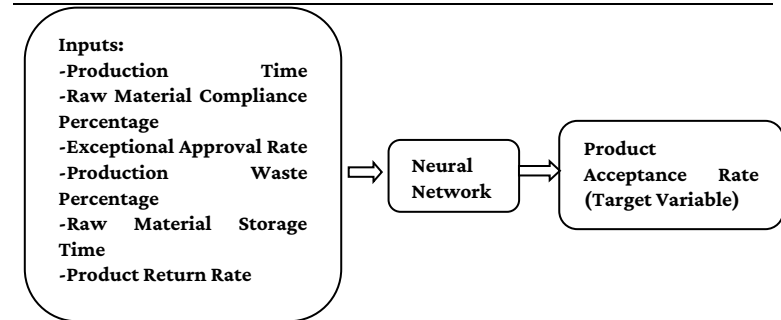 Inputs:
-Production Time
-Raw Material Compliance
Percentage
-Exceptional Approval Rate
-Production Waste
Percentage
-Raw Material Storage
Time
-Product Return Rate
Neural
Network
Product
Acceptance Rate
(Target Variable)